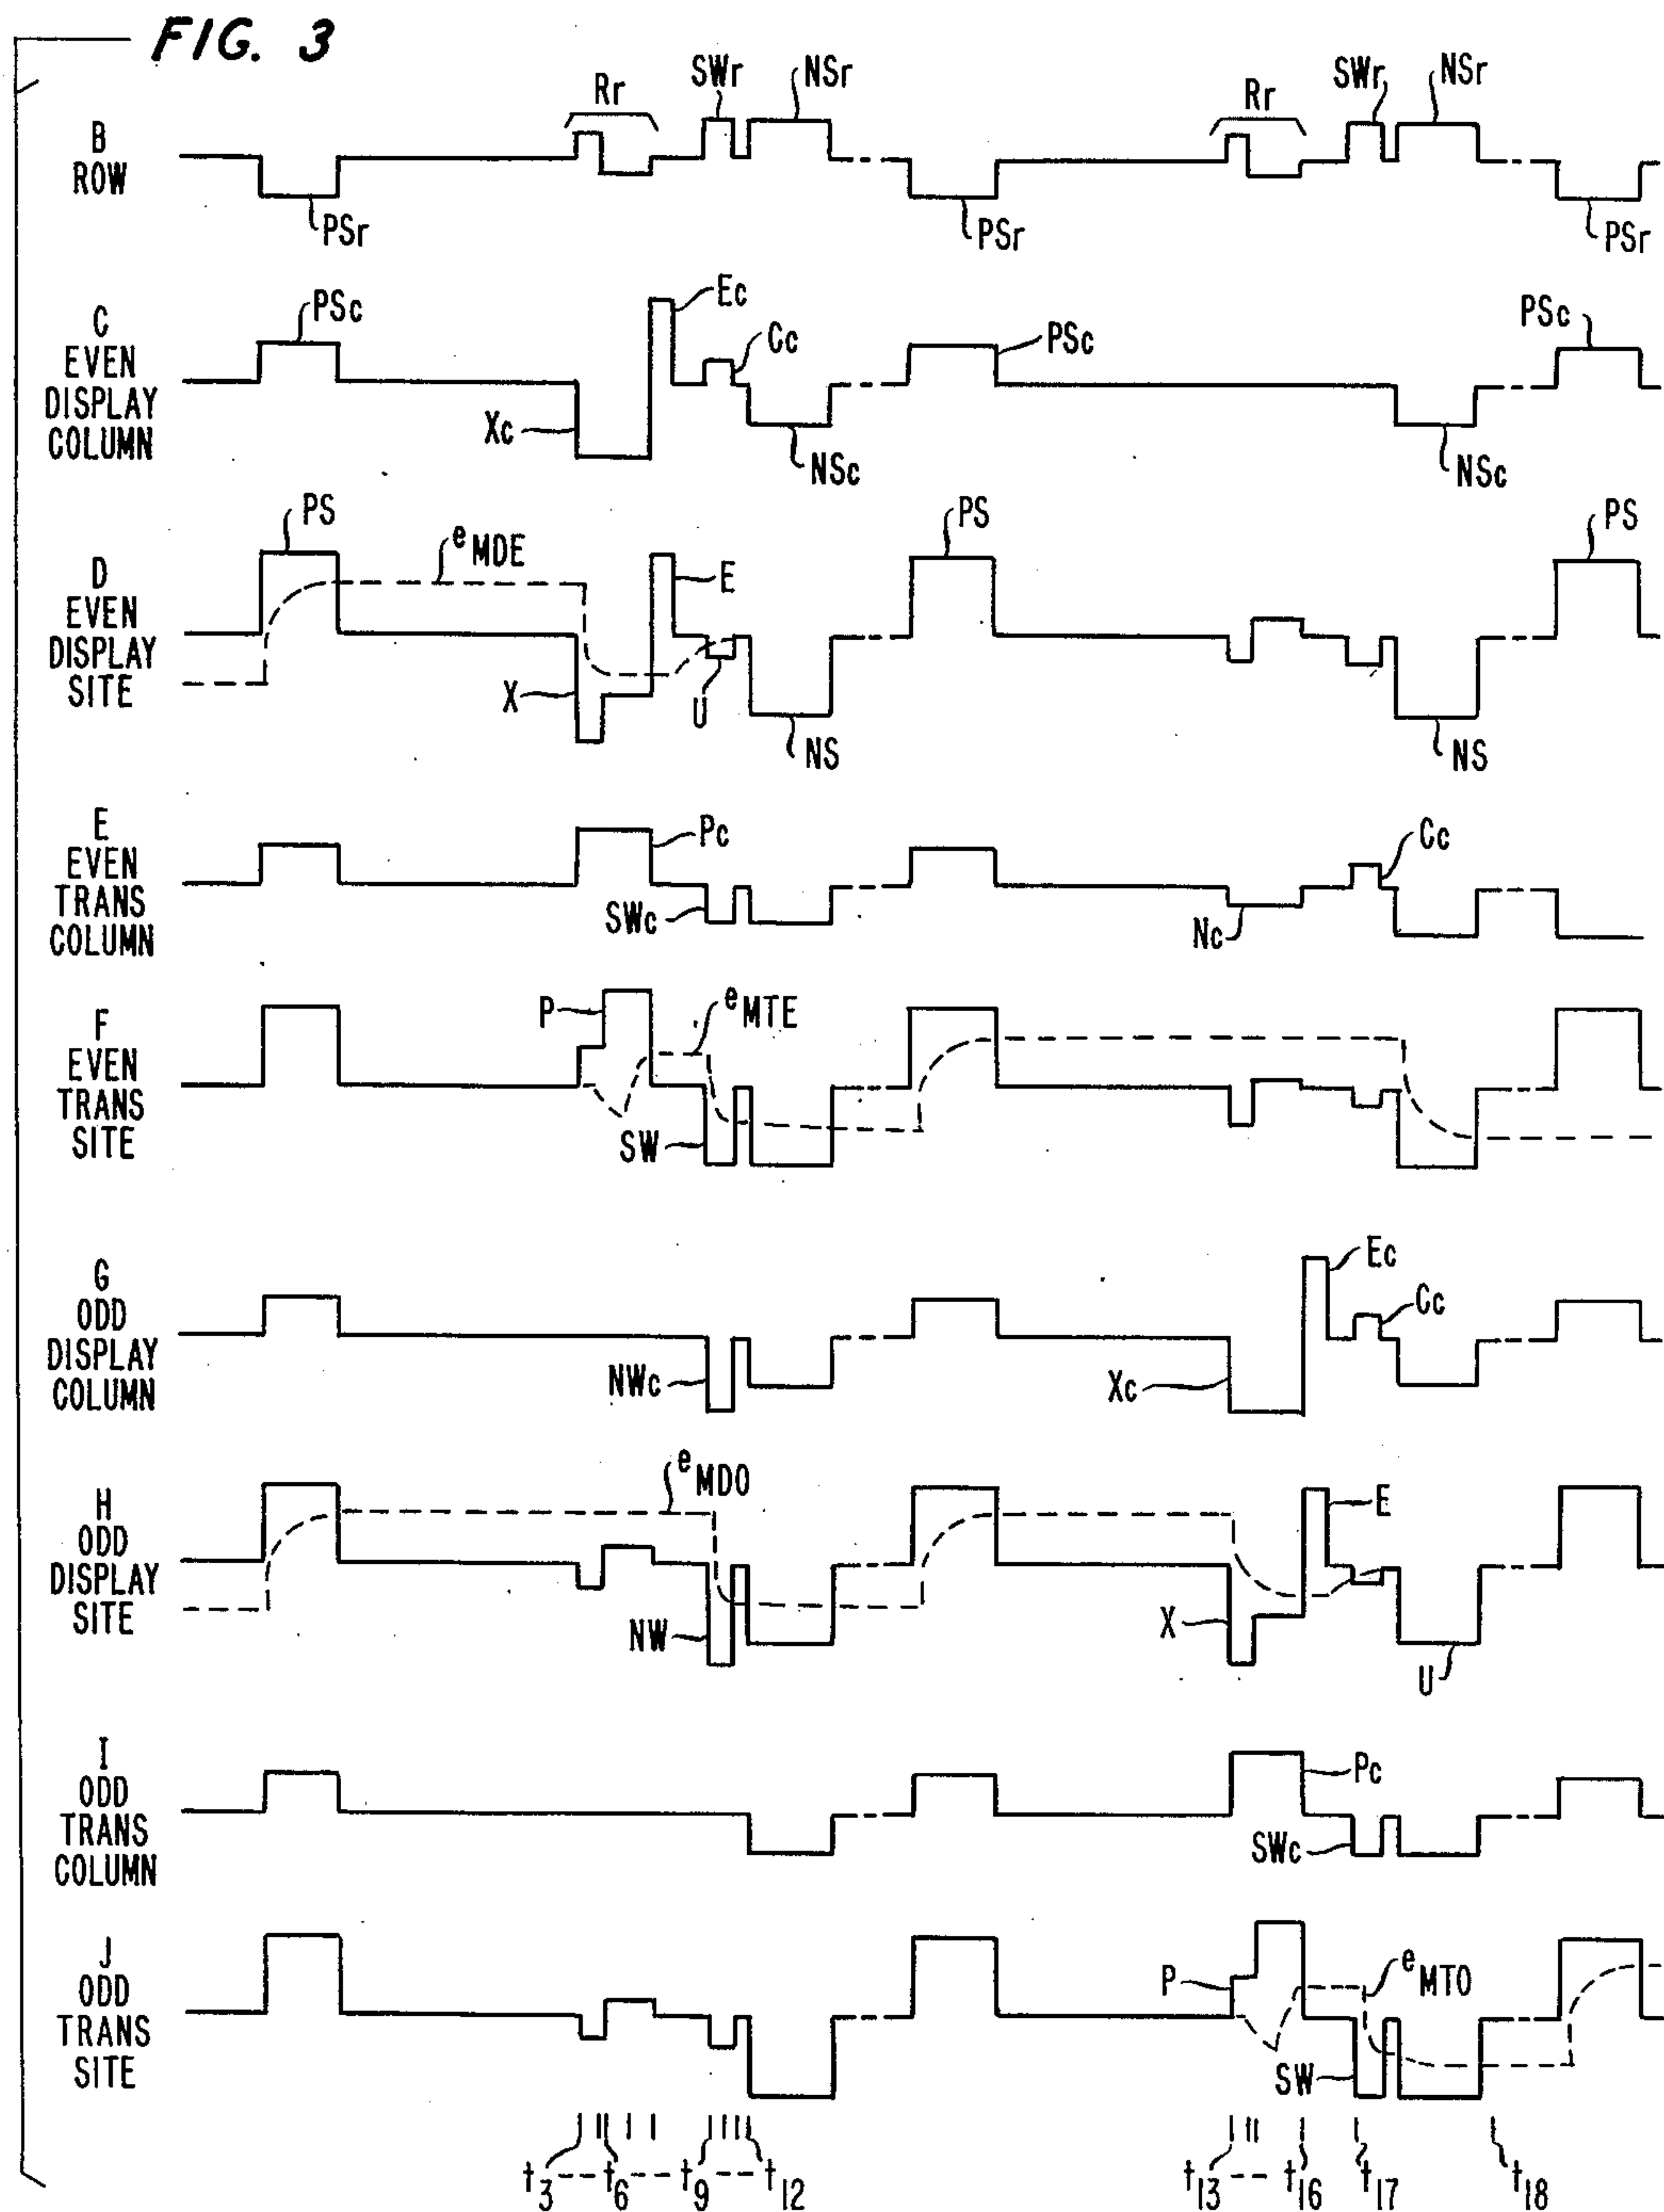 FIG. 3
B
ROW
Rr
SWr
NSr
Rr
SWr
NSr
PSr
PSr
PSr
C
EVEN
DISPLAY
COLUMN
PSc
Xc
Ec
Cc
NSc
PSc
NSc
PSc
D
EVEN
DISPLAY
SITE
PS
eMDE
X
E
U
NS
PS
NS
PS
E
EVEN
TRANS
COLUMN
Pc
SWc
Nc
Cc
F
EVEN
TRANS
SITE
P
eMTE
SW
G
ODD
DISPLAY
COLUMN
NWc
Xc
Ec
Cc
H
ODD
DISPLAY
SITE
eMDO
NW
X
E
U
I
ODD
TRANS
COLUMN
Pc
SWc
J
ODD
TRANS
SITE
P
eMTO
SW
t3--t6--t9--t12
t13--t16 t17 t18